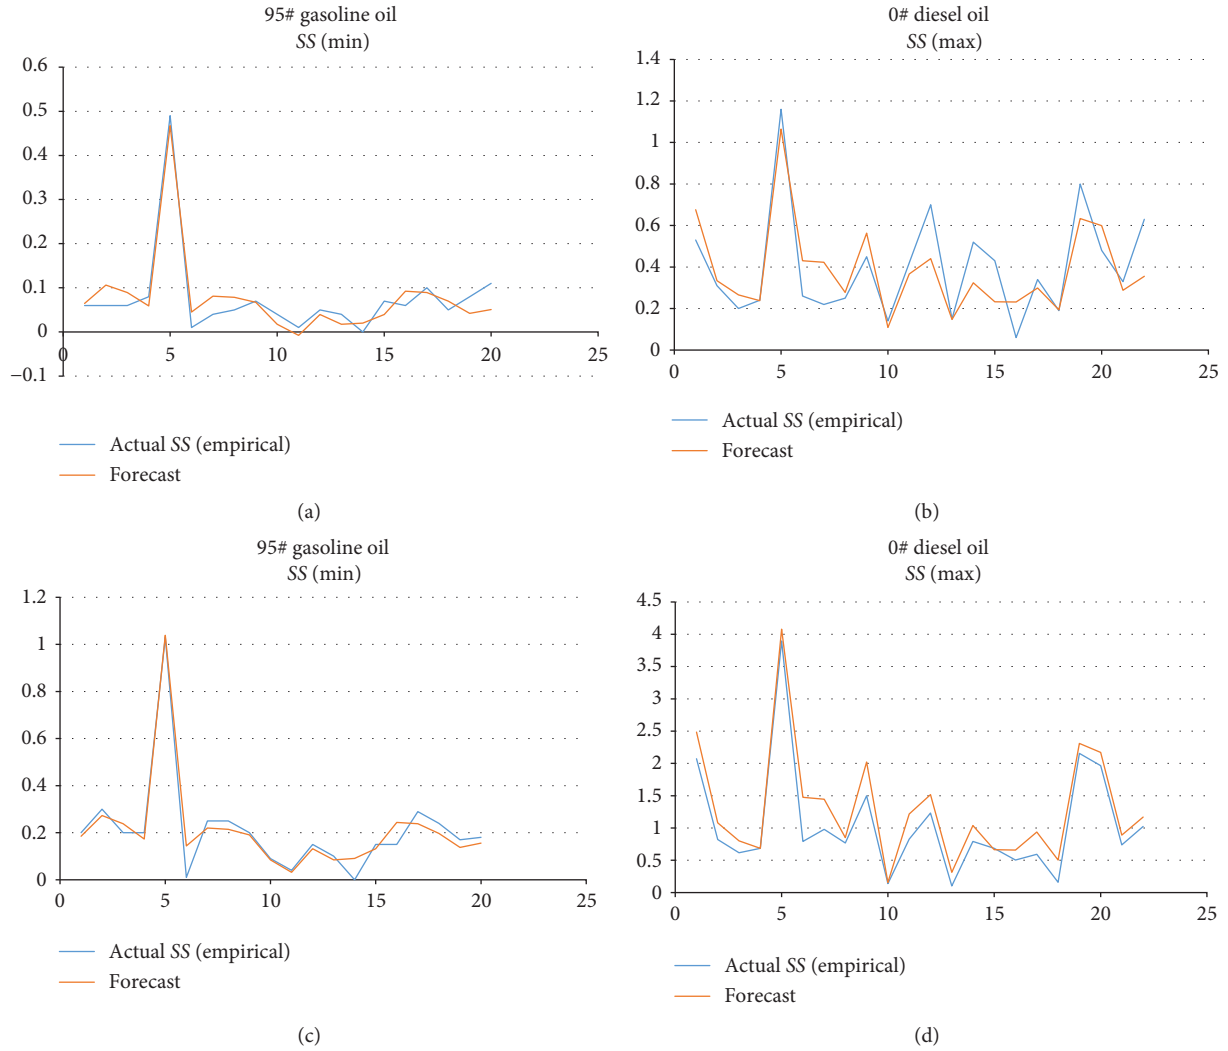 95# gasoline oil
SS (min)
0.6
0.5
0.4
0.3
0.2
0.1
0
−0.1
0 5 10 15 20 25
Actual SS (empirical)
Forecast
(a)
0# diesel oil
SS (max)
1.4
1.2
1
0.8
0.6
0.4
0.2
0
0 5 10 15 20 25
Actual SS (empirical)
Forecast
(b)
95# gasoline oil
SS (min)
1.2
1
0.8
0.6
0.4
0.2
0
0 5 10 15 20 25
Actual SS (empirical)
Forecast
(c)
0# diesel oil
SS (max)
4.5
4
3.5
3
2.5
2
1.5
1
0.5
0
0 5 10 15 20 25
Actual SS (empirical)
Forecast
(d)